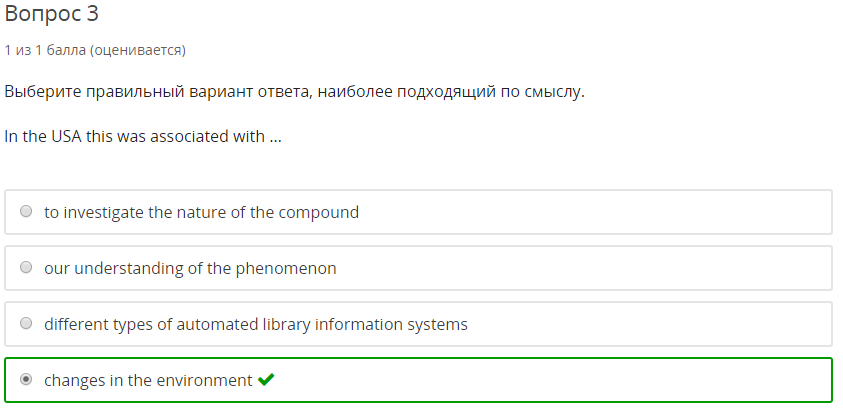 Вопрос 3
1 из 1 балла (оценивается)
Выберите правильный вариант ответа, наиболее подходящий по смыслу.
In the USA this was associated with ...
to investigate the nature of the compound
our understanding of the phenomenon
different types of automated library information systems
changes in the environment